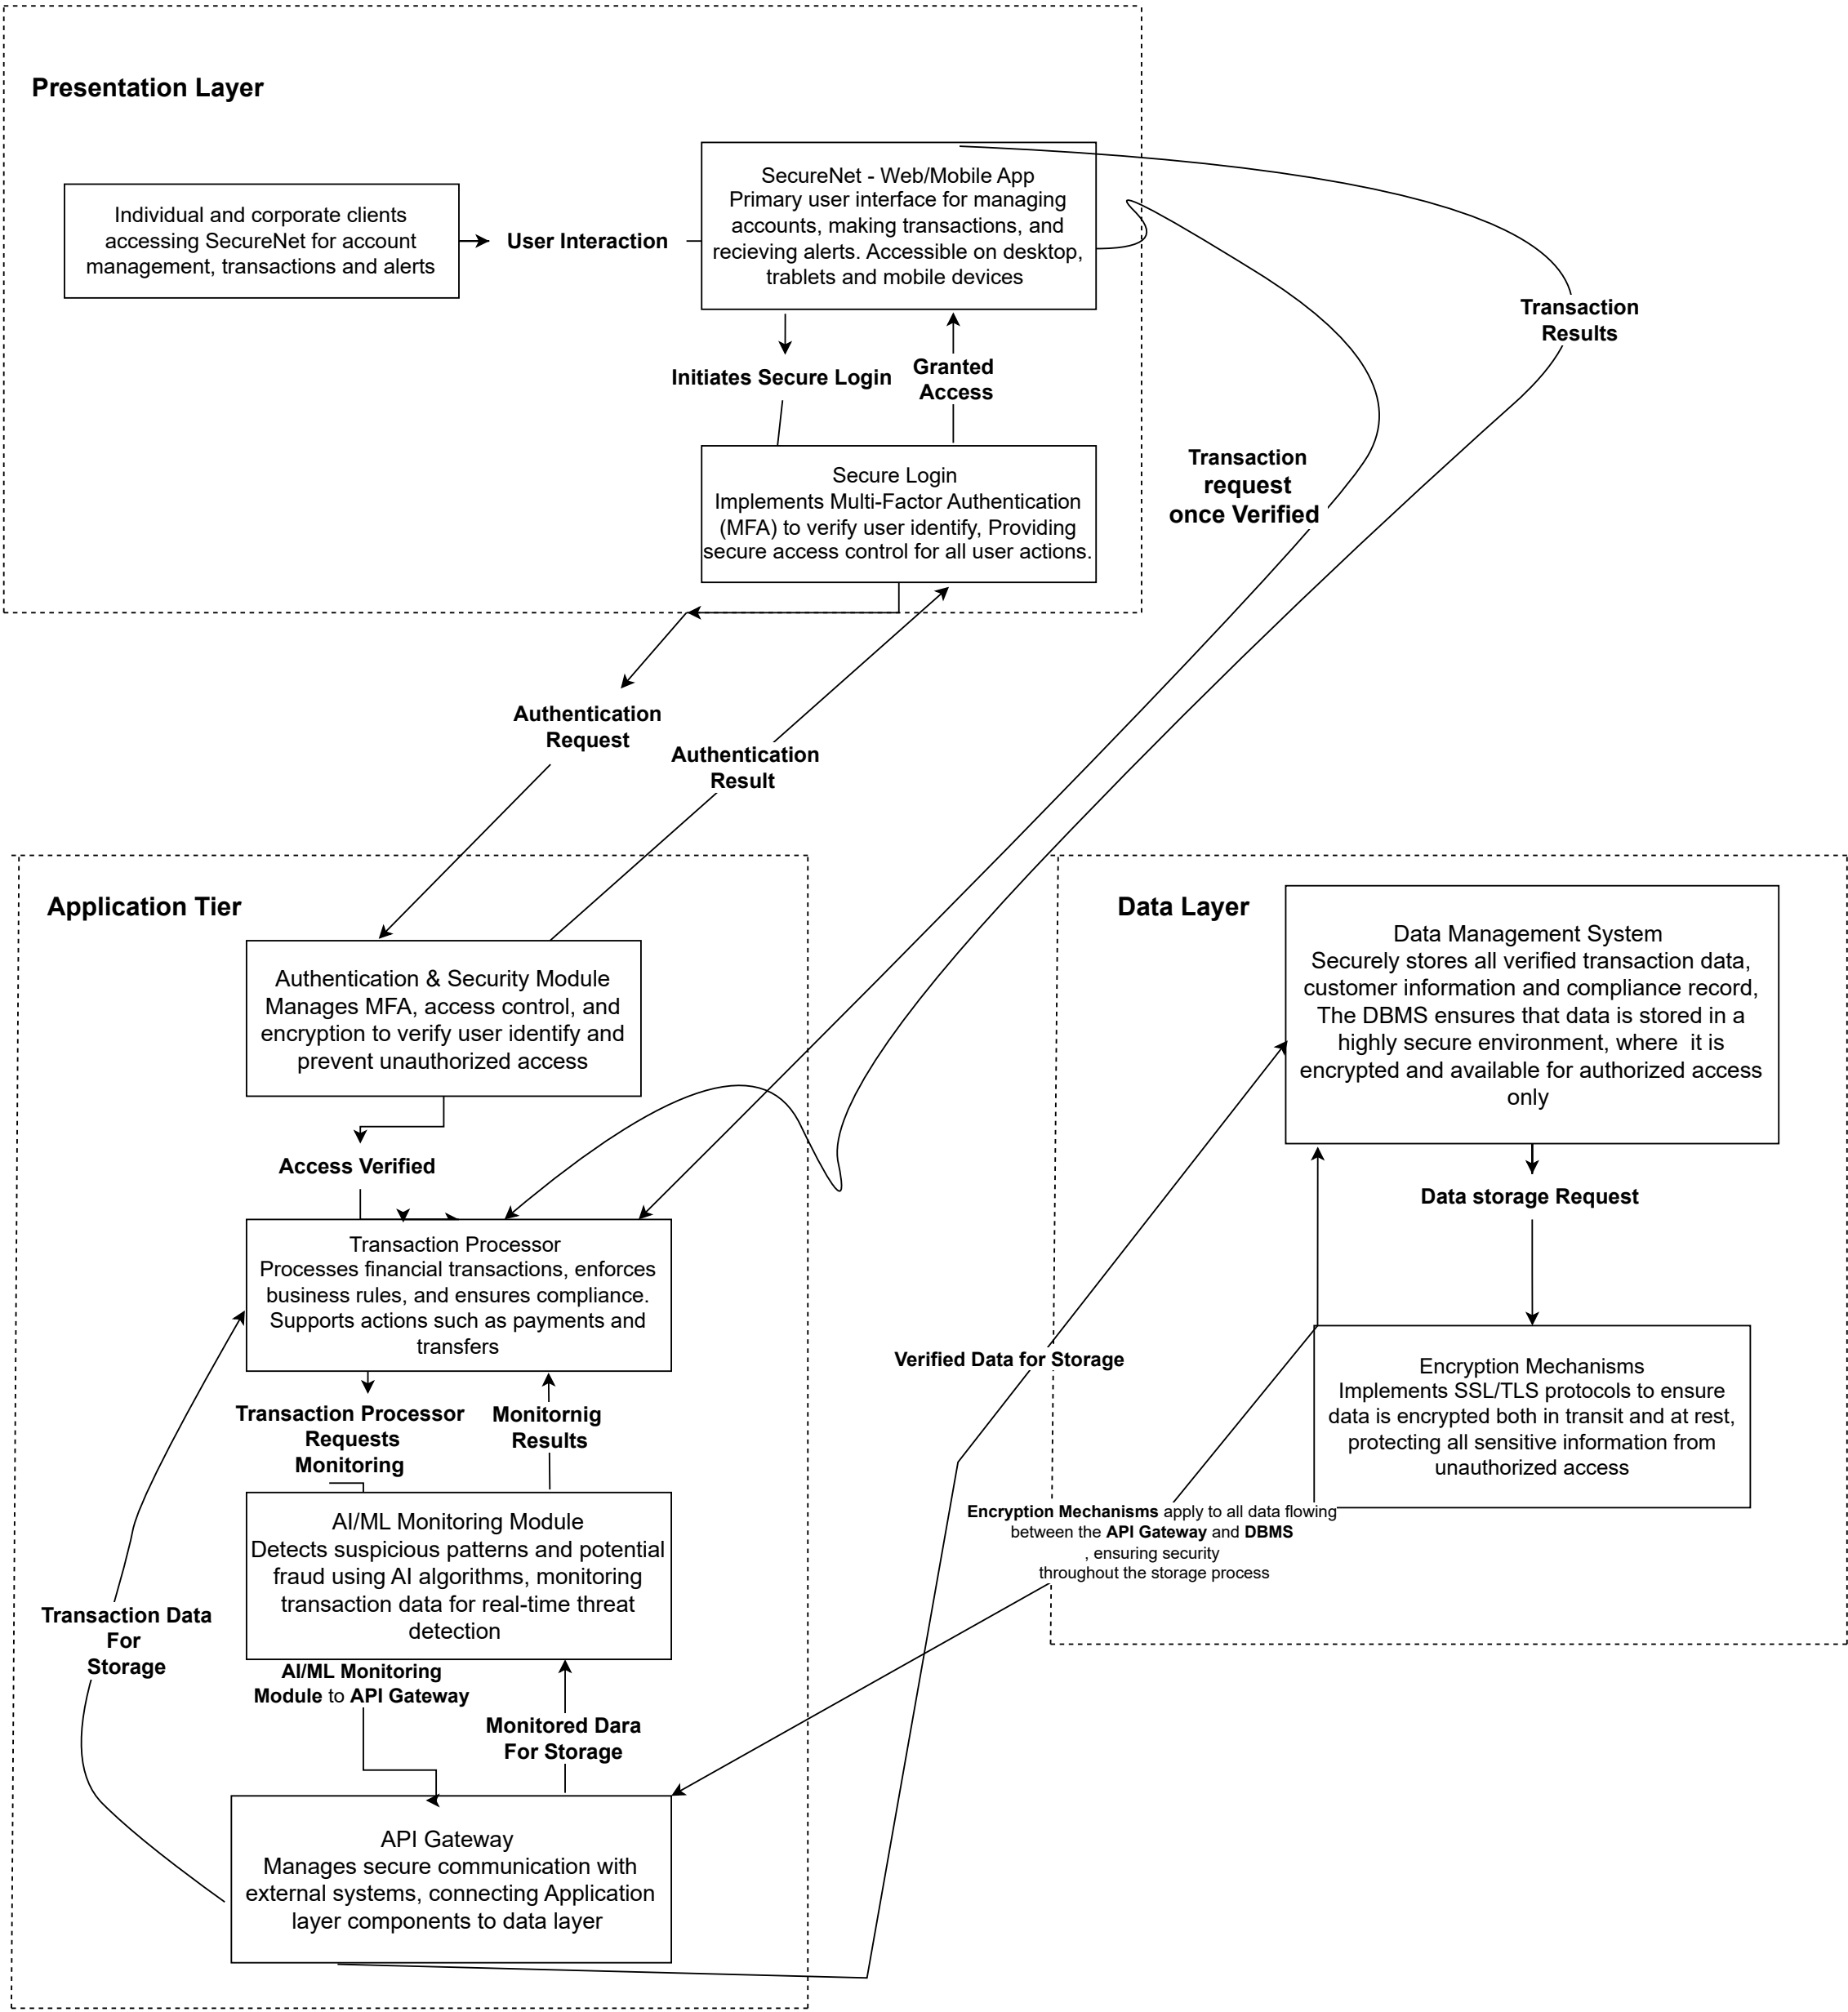 Presentation Layer
Individual and corporate clients
accessing SecureNet for account
management, transactions and alerts
User Interaction
SecureNet - Web/Mobile App
Primary user interface for managing
accounts, making transactions, and
recieving alerts. Accessible on desktop,
trablets and mobile devices
Transaction
Results
Initiates Secure Login
Granted
Access
Transaction
request
once Verified
Secure Login
Implements Multi-Factor Authentication
(MFA) to verify user identify, Providing
secure access control for all user actions.
Authentication
Request
Authentication
Result
Application Tier
Authentication & Security Module
Manages MFA, access control, and
encryption to verify user identify and
prevent unauthorized access
Access Verified
Transaction Processor
Processes financial transactions, enforces
business rules, and ensures compliance.
Supports actions such as payments and
transfers
Transaction Processor
Requests
Monitoring
Monitornig
Results
AI/ML Monitoring Module
Detects suspicious patterns and potential
fraud using AI algorithms, monitoring
transaction data for real-time threat
detection
Transaction Data
For
Storage
AI/ML Monitoring
Module to API Gateway
Monitored Dara
For Storage
API Gateway
Manages secure communication with
external systems, connecting Application
layer components to data layer
Data Layer
Data Management System
Securely stores all verified transaction data,
customer information and compliance record,
The DBMS ensures that data is stored in a
highly secure environment, where it is
encrypted and available for authorized access
only
Data storage Request
Verified Data for Storage
Encryption Mechanisms
Implements SSL/TLS protocols to ensure
data is encrypted both in transit and at rest,
protecting all sensitive information from
unauthorized access
Encryption Mechanisms apply to all data flowing
between the API Gateway and DBMS
, ensuring security
throughout the storage process